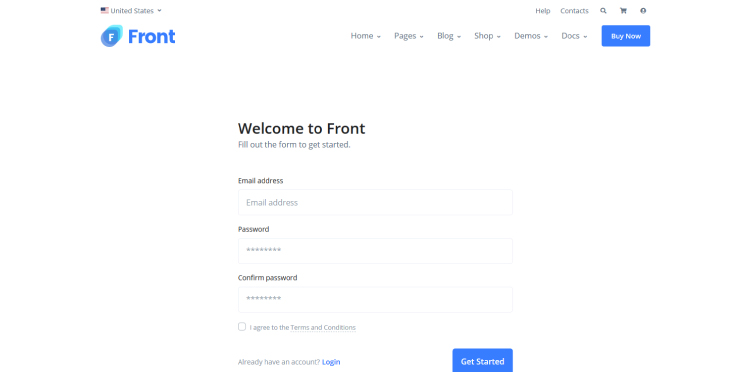 United States
Help Contacts
F Front
Home Pages Blog Shop Demos Docs Buy Now
Welcome to Front
Fill out the form to get started.
Email address
Email address
Password
********
Confirm password
********
I agree to the Terms and Conditions
Already have an account? Login
Get Started